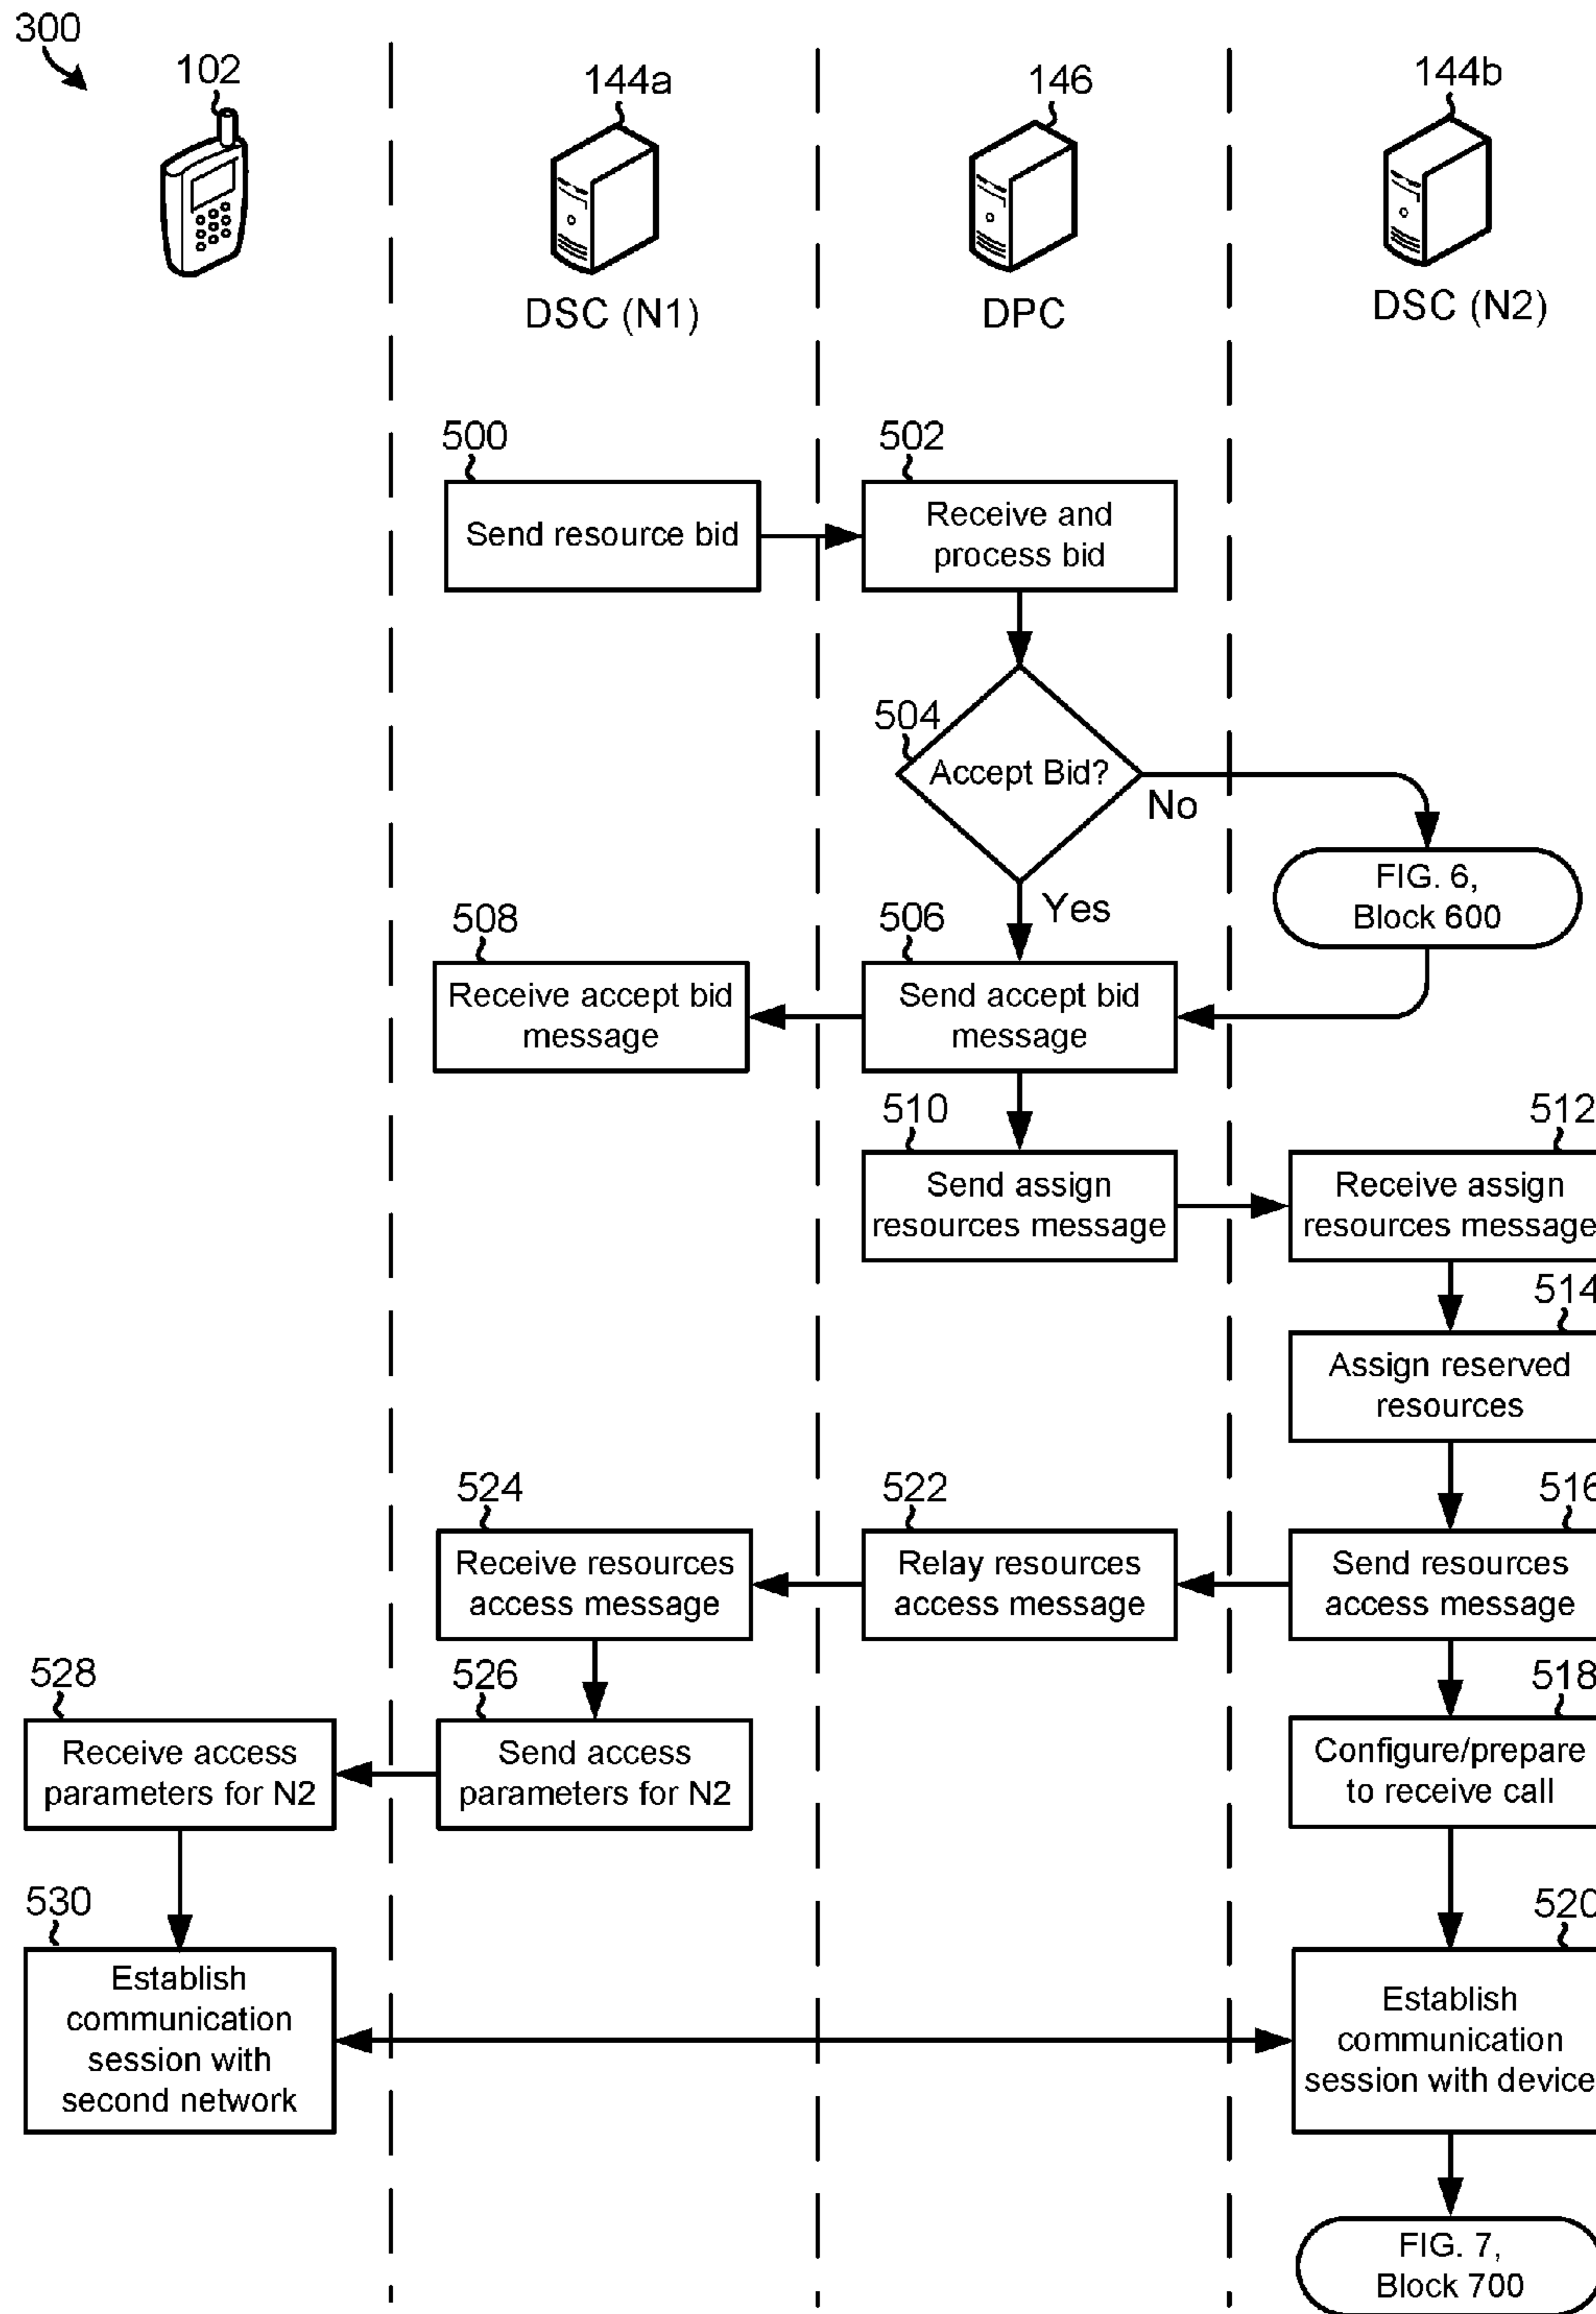 300
102
144a
146
144b
DSC (N1)
DPC
DSC (N2)
500
502
Send resource bid
Receive and
process bid
504
Accept Bid?
No
Yes
FIG. 6,
Block 600
508
506
Receive accept bid
message
Send accept bid
message
510
512
Send assign
resources message
Receive assign
resources message
514
Assign reserved
resources
524
522
516
Receive resources
access message
Relay resources
access message
Send resources
access message
528
526
518
Receive access
parameters for N2
Send access
parameters for N2
Configure/prepare
to receive call
530
520
Establish
communication
session with
second network
Establish
communication
session with device
FIG. 7,
Block 700